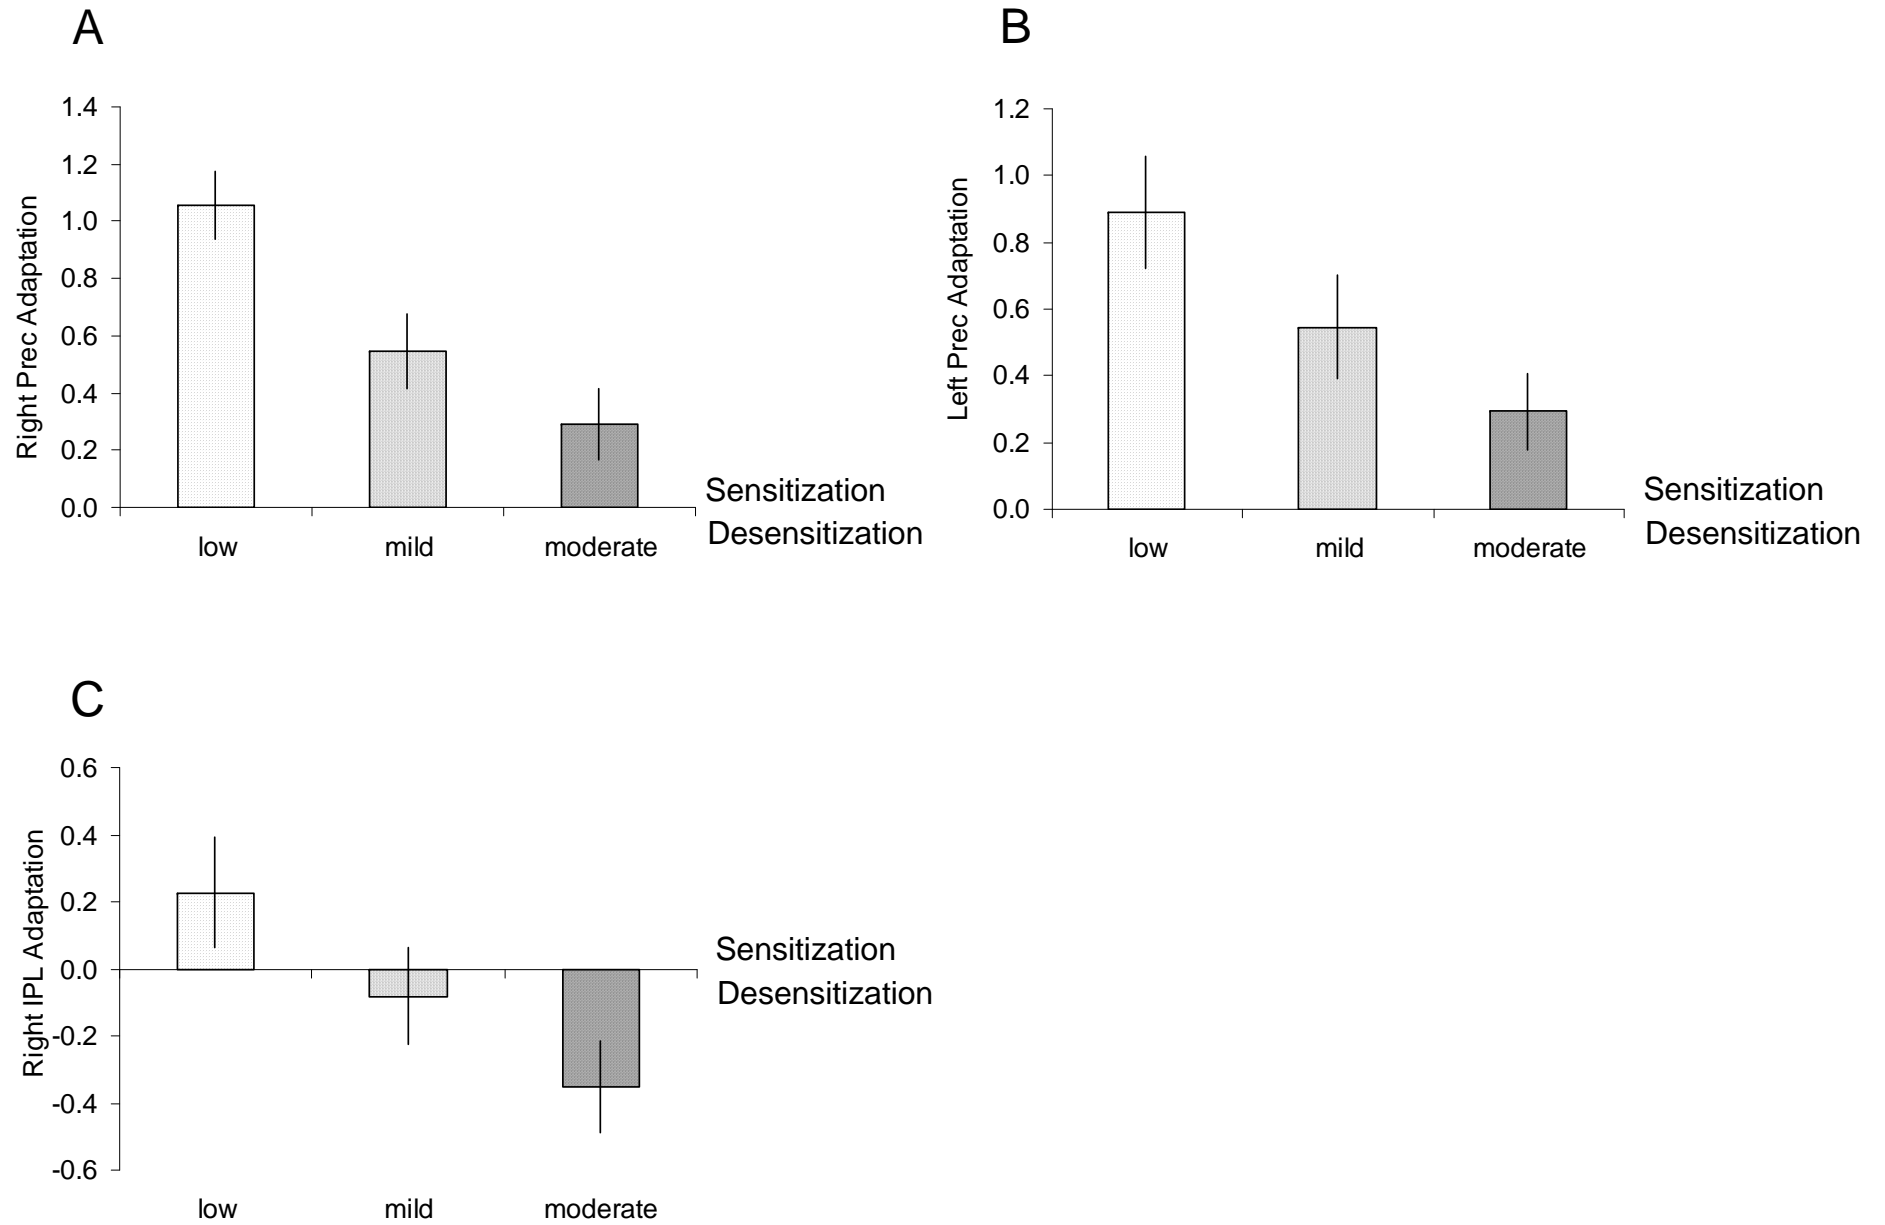 A
Right Prec Adaptation
1.4
1.2
1.0
0.8
0.6
0.4
0.2
0.0
low
mild
moderate
Sensitization
Desensitization
B
Left Prec Adaptation
1.2
1.0
0.8
0.6
0.4
0.2
0.0
low
mild
moderate
Sensitization
Desensitization
C
Right IPL Adaptation
0.6
0.4
0.2
0.0
-0.2
-0.4
-0.6
low
mild
moderate
Sensitization
Desensitization